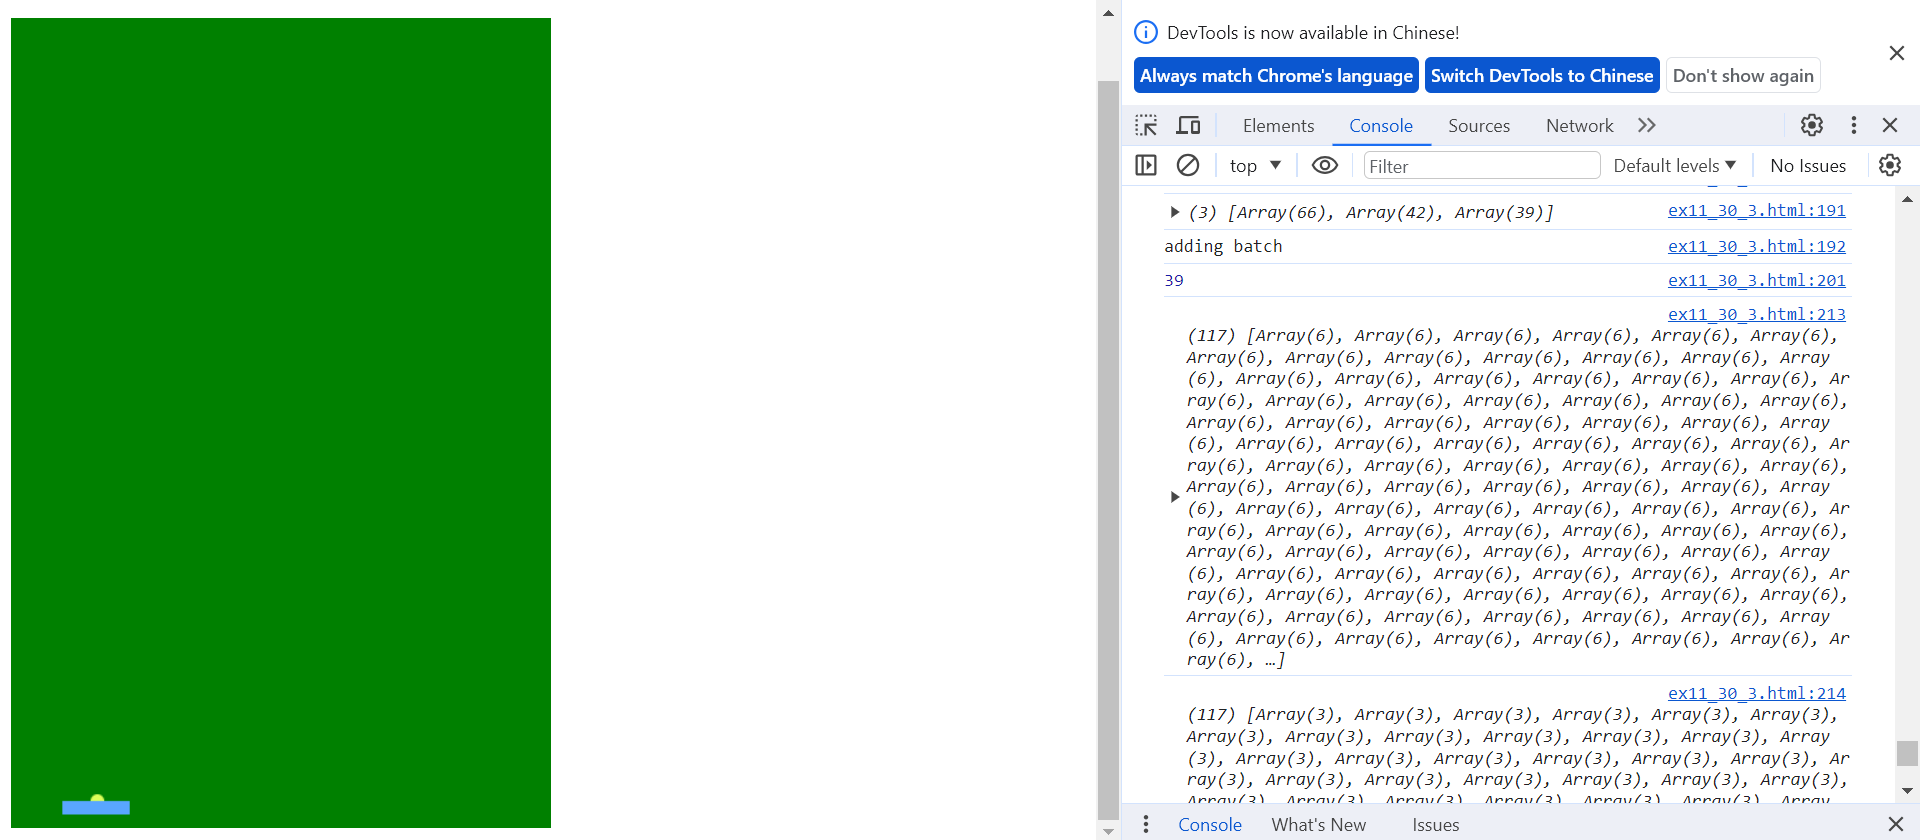 DevTools is now available in Chinese!
Always match Chrome's language Switch DevTools to Chinese Don't show again
Elements Console Sources Network
top Filter Default levels No Issues
(3) [Array(66), Array(42), Array(39)] ex11_30_3.html:191
adding batch ex11_30_3.html:192
39 ex11_30_3.html:201
ex11_30_3.html:213
(117) [Array(6), Array(6), Array(6), Array(6), Array(6), Array(6),
Array(6), Array(6), Array(6), Array(6), Array(6), Array(6), Array
(6), Array(6), Array(6), Array(6), Array(6), Array(6), Array(6), Ar
ray(6), Array(6), Array(6), Array(6), Array(6), Array(6), Array(6),
Array(6), Array(6), Array(6), Array(6), Array(6), Array(6), Array
(6), Array(6), Array(6), Array(6), Array(6), Array(6), Array(6), Ar
ray(6), Array(6), Array(6), Array(6), Array(6), Array(6), Array(6),
Array(6), Array(6), Array(6), Array(6), Array(6), Array(6), Array
(6), Array(6), Array(6), Array(6), Array(6), Array(6), Array(6), Ar
ray(6), Array(6), Array(6), Array(6), Array(6), Array(6), Array(6),
Array(6), Array(6), Array(6), Array(6), Array(6), Array(6), Array
(6), Array(6), Array(6), Array(6), Array(6), Array(6), Array(6), Ar
ray(6), Array(6), Array(6), Array(6), Array(6), Array(6), Array(6),
Array(6), Array(6), Array(6), Array(6), Array(6), Array(6), Array
(6), Array(6), Array(6), Array(6), Array(6), Array(6), Array(6), Ar
ray(6), …]
ex11_30_3.html:214
(117) [Array(3), Array(3), Array(3), Array(3), Array(3), Array(3),
Array(3), Array(3), Array(3), Array(3), Array(3), Array(3), Array
(3), Array(3), Array(3), Array(3), Array(3), Array(3), Array(3), Ar
ray(3), Array(3), Array(3), Array(3), Array(3), Array(3), Array(3),
Array(3), Array(3), Array(3), Array(3), Array(3), Array(3), Array
Console What's New Issues